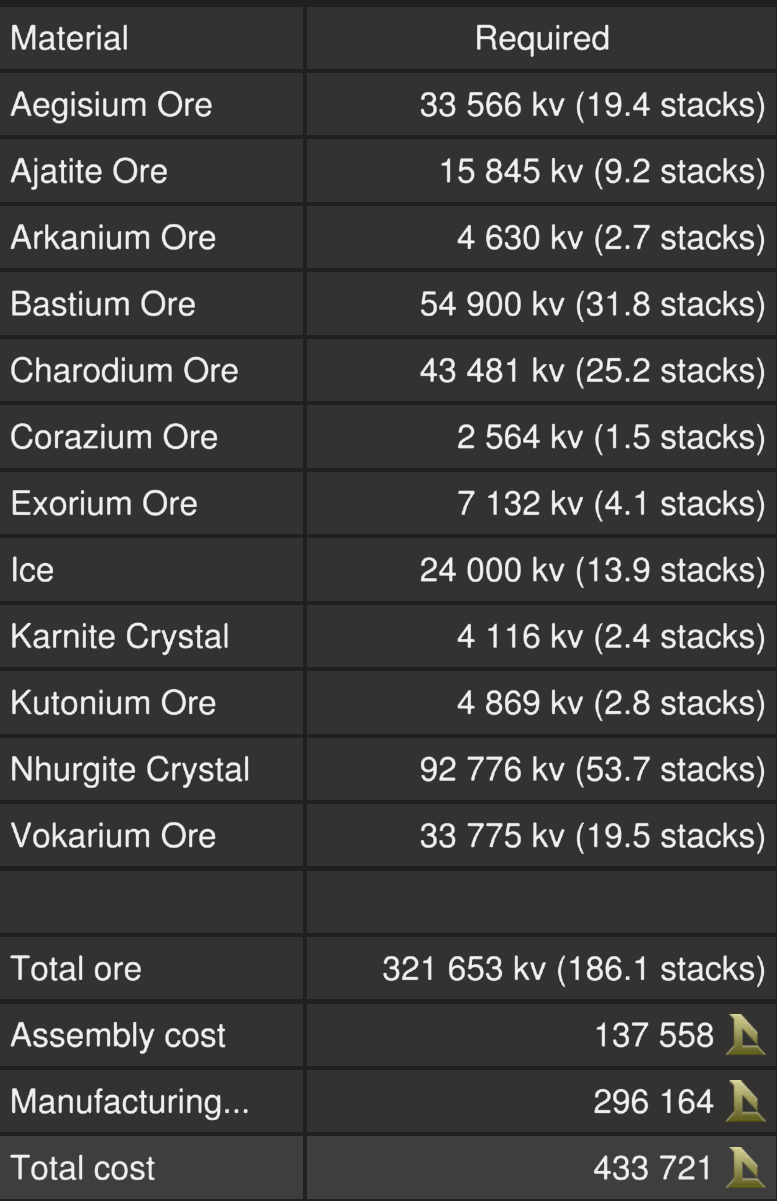 Material Required
Aegisium Ore 33 566 kv (19.4 stacks)
Ajatite Ore 15 845 kv (9.2 stacks)
Arkanium Ore 4 630 kv (2.7 stacks)
Bastium Ore 54 900 kv (31.8 stacks)
Charodium Ore 43 481 kv (25.2 stacks)
Corazium Ore 2 564 kv (1.5 stacks)
Exorium Ore 7 132 kv (4.1 stacks)
Ice 24 000 kv (13.9 stacks)
Karnite Crystal 4 116 kv (2.4 stacks)
Kutonium Ore 4 869 kv (2.8 stacks)
Nhurgite Crystal 92 776 kv (53.7 stacks)
Vokarium Ore 33 775 kv (19.5 stacks)
Total ore 321 653 kv (186.1 stacks)
Assembly cost 137 558
Manufacturing... 296 164
Total cost 433 721